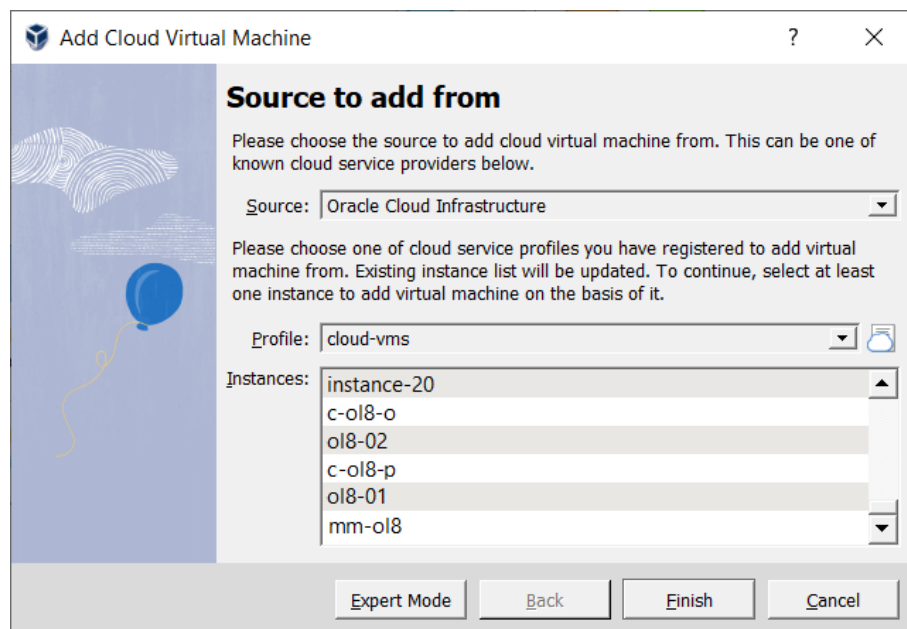 Add Cloud Virtual Machine
?
Source to add from
Please choose the source to add cloud virtual machine from. This can be one of
known cloud service providers below.
Source: Oracle Cloud Infrastructure
Please choose one of cloud service profiles you have registered to add virtual
machine from. Existing instance list will be updated. To continue, select at least
one instance to add virtual machine on the basis of it.
Profile: cloud-vms
Instances: instance-20
c-ol8-o
ol8-02
c-ol8-p
ol8-01
mm-ol8
Expert Mode Back Finish Cancel